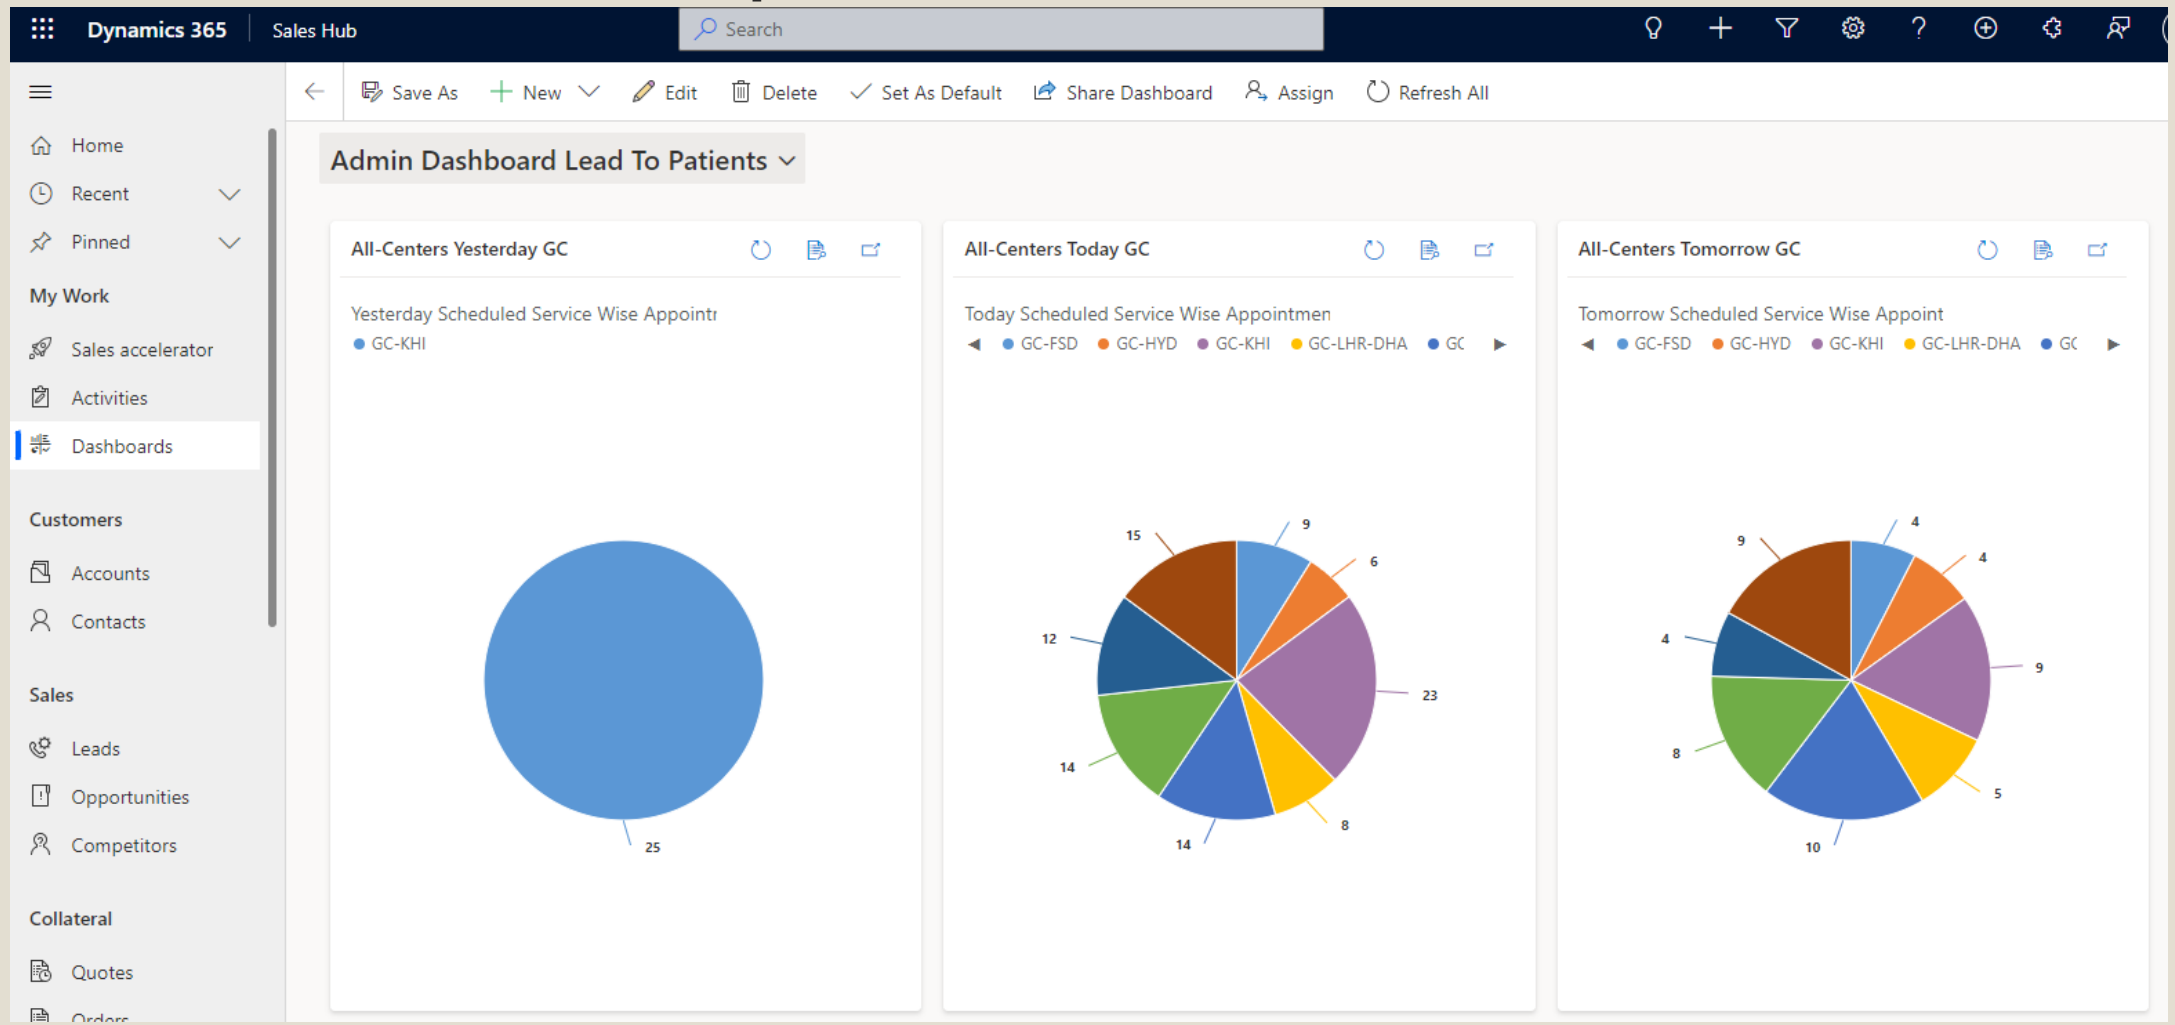 Dynamics 365 Sales Hub Search
Save As New Edit Delete Set As Default Share Dashboard Assign Refresh All
Home
Recent
Pinned
My Work
Sales accelerator
Activities
Dashboards
Customers
Accounts
Contacts
Sales
Leads
Opportunities
Competitors
Collateral
Quotes
Orders
Admin Dashboard Lead To Patients
All-Centers Yesterday GC
Yesterday Scheduled Service Wise Appoint
GC-KHI
25
All-Centers Today GC
Today Scheduled Service Wise Appointmen
GC-FSD GC-HYD GC-KHI GC-LHR-DHA GC
9
6
23
8
14
14
12
15
All-Centers Tomorrow GC
Tomorrow Scheduled Service Wise Appoint
GC-FSD GC-HYD GC-KHI GC-LHR-DHA GC
4
4
9
5
10
8
4
9